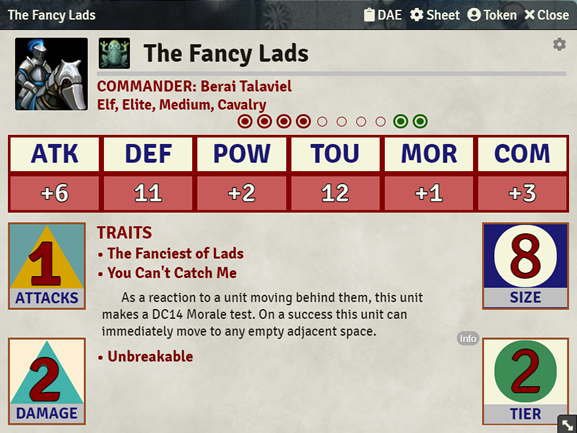 The Fancy Lads
DAE Sheet Token Close
The Fancy Lads
COMMANDER: Berai Talaviel
Elf, Elite, Medium, Cavalry
ATK DEF POW TOU MOR COM
+6 11 +2 12 +1 +3
1
ATTACKS
TRAITS
• The Fanciest of Lads
• You Can't Catch Me
As a reaction to a unit moving behind them, this unit
makes a DC14 Morale test. On a success this unit can
immediately move to any empty adjacent space.
• Unbreakable
8
SIZE
Info
2
DAMAGE
2
TIER